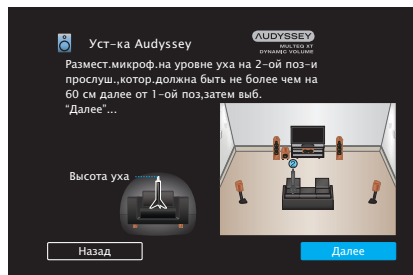 Уст-ка Audyssey
AUDYSSEY
MULTEQ XT
DYNAMIC VOLUME
Размест.микроф.на уровне уха на 2-ой поз-и
прослуш.,котор.должна быть не более чем на
60 см далее от 1-ой поз,затем выб.
“Далее”...
Высота уха
Назад
Далее